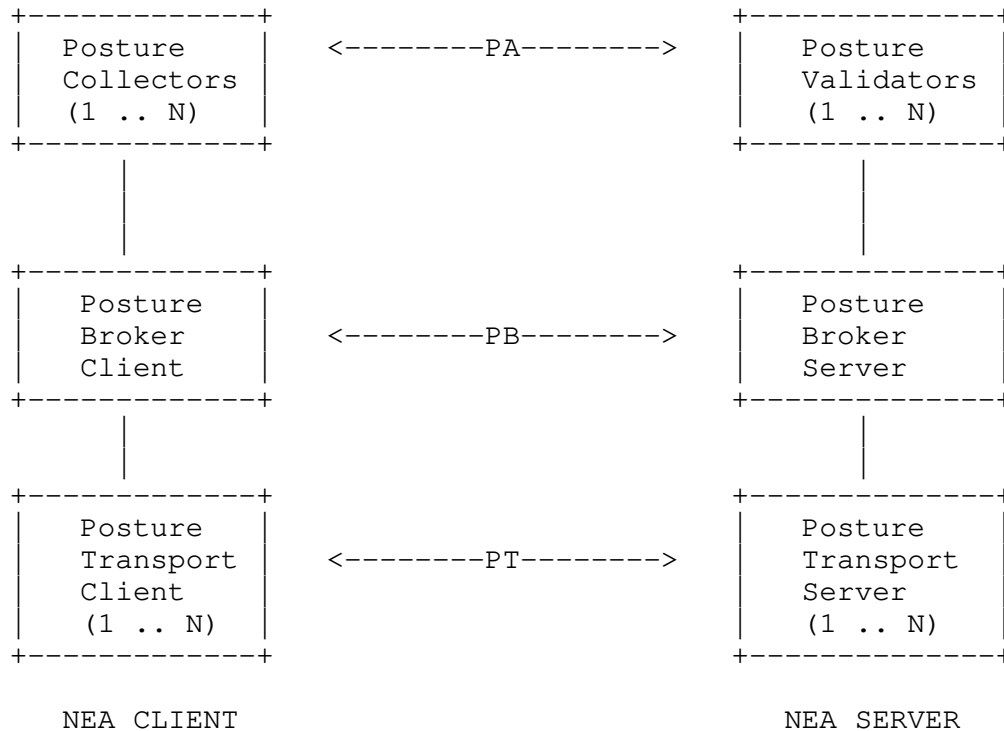 +-------------+                              +--------------+
|   Posture   |    <--------PA-------->      |   Posture    |
|   Collectors|                              |   Validators |
|   (1 .. N)  |                              |   (1 .. N)   |
+-------------+                              +--------------+
      |                                             |
      |                                             |
      |                                             |
+-------------+                              +--------------+
|    Posture  |                              |   Posture    |
|    Broker   |    <--------PB-------->      |   Broker     |
|    Client   |                              |   Server     |
+-------------+                              +--------------+
      |                                             |
      |                                             |
+-------------+                              +--------------+
|    Posture  |                              |   Posture    |
|    Transport|    <--------PT-------->      |   Transport  |
|    Client   |                              |   Server     |
|    (1 .. N) |                              |   (1 .. N)   |
+-------------+                              +--------------+
   NEA CLIENT                                   NEA SERVER